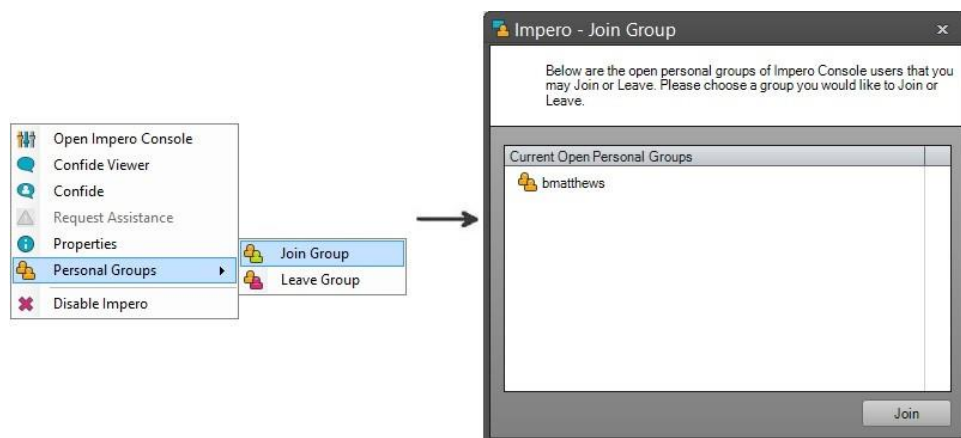 Open Impero Console
Confide Viewer
Confide
Request Assistance
Properties
Personal Groups
Disable Impero
Join Group
Leave Group
Impero - Join Group
Below are the open personal groups of Impero Console users that you
may Join or Leave. Please choose a group you would like to Join or
Leave.
Current Open Personal Groups
bmatthews
Join